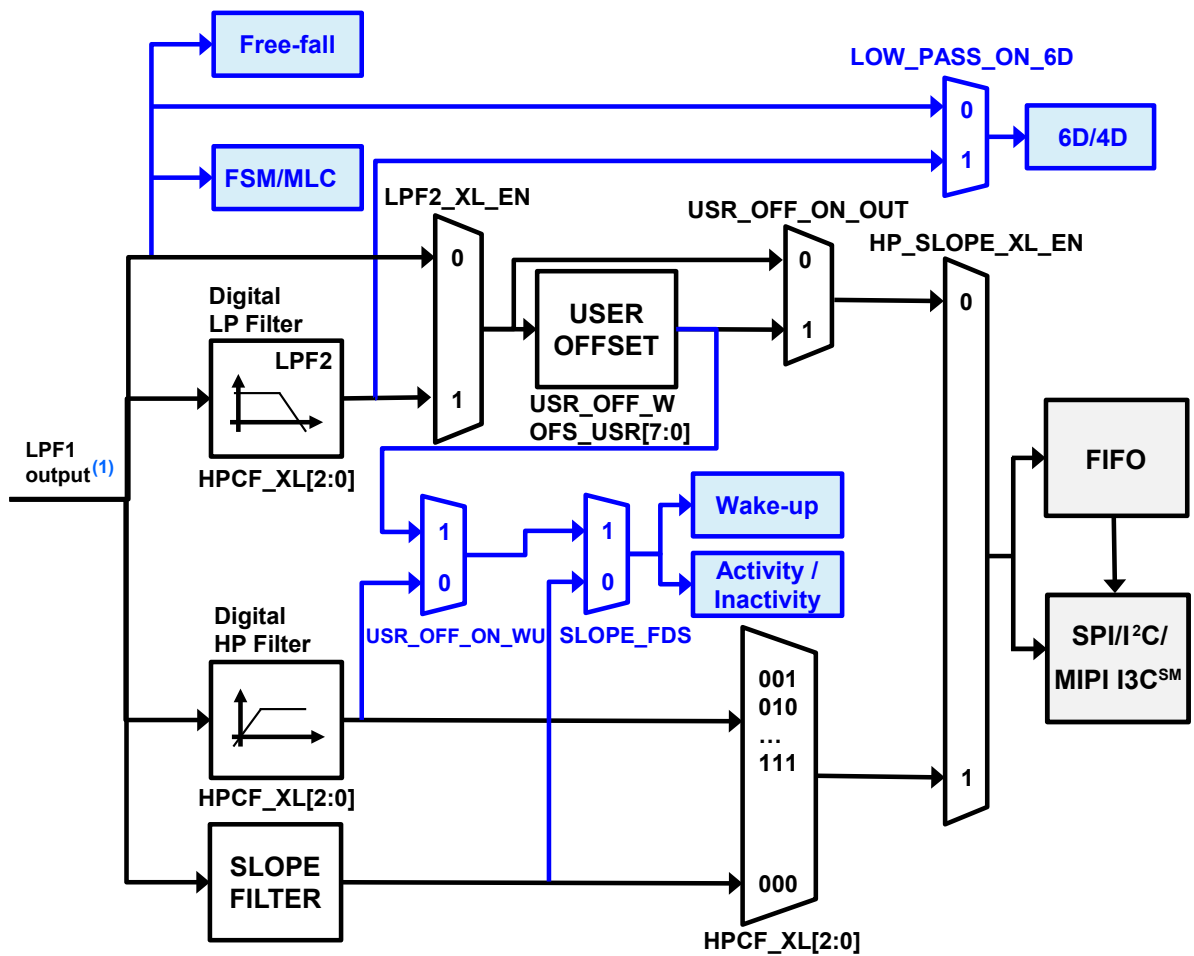 Free-fall
LOW_PASS_ON_6D
0
6D/4D
1
FSM/MLC
LPF2_XL_EN
USR_OFF_ON_OUT
HP_SLOPE_XL_EN
0
0
0
Digital
LP Filter
LPF2
USER
OFFSET
1
1
USR_OFF_W
OFS_USR[7:0]
LPF1
output(1)
HPCF_XL[2:0]
FIFO
Wake-up
1
1
0
0
Activity /
Inactivity
Digital
HP Filter
USR_OFF_ON_WU
SLOPE_FDS
SPI/I²C/
MIPI I3CSM
001
010
...
111
1
HPCF_XL[2:0]
SLOPE
FILTER
000
HPCF_XL[2:0]